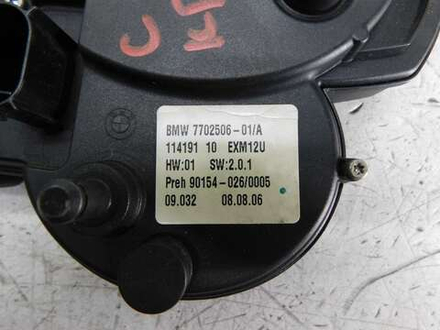 BMW 7702506-01/A
114191 10 EXM12U
HW:01 SW:2.0.1
Preh 90154-026/0005
09.032 08.08.06